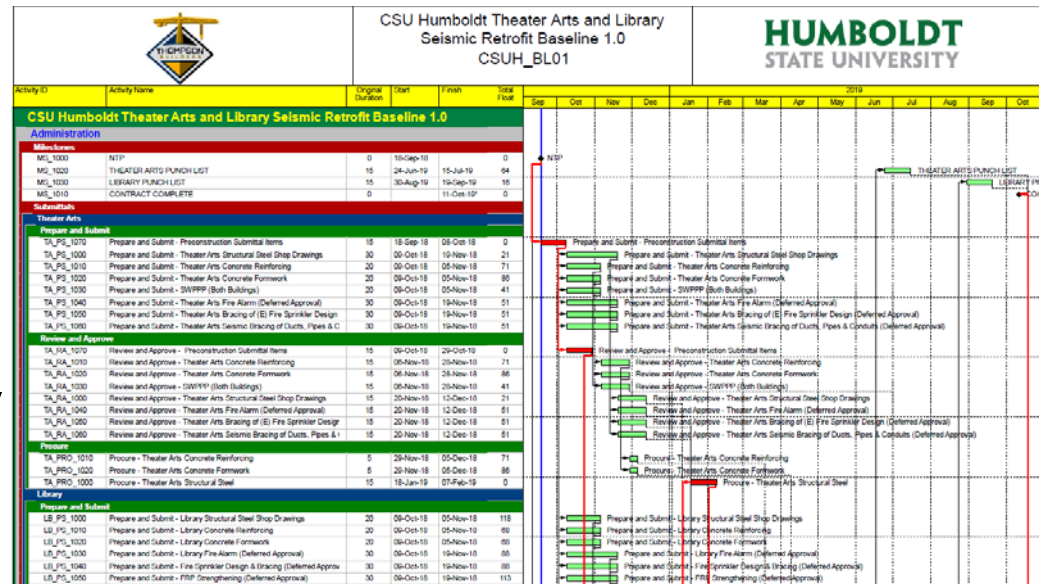 THOMPSON
BUILDERS
CSU Humboldt Theater Arts and Library
Seismic Retrofit Baseline 1.0
CSUH_BL01
HUMBOLDT
STATE UNIVERSITY
Activity ID Activity Name Original Duration Start Finish Total Float 2019
Sep Oct Nov Dec Jan Feb Mar Apr May Jun Jul Aug Sep Oct
CSU Humboldt Theater Arts and Library Seismic Retrofit Baseline 1.0
Administration
Milestones
MS_1000 NTP 0 18-Sep-18 0 NTP
MS_1020 THEATER ARTS PUNCH LIST 15 24-Jun-19 15-Jul-19 64 THEATER ARTS PUNCH LIST
MS_1030 LIBRARY PUNCH LIST 15 30-Aug-19 19-Sep-19 15 LIBRARY P
MS_1010 CONTRACT COMPLETE 0 11-Oct-19* 0 CO
Submittals
Theater Arts
Prepare and Submit
TA_PS_1070 Prepare and Submit - Preconstruction Submittal Items 15 18-Sep-18 08-Oct-18 0 Prepare and Submit - Preconstruction Submittal Items
TA_PS_1000 Prepare and Submit - Theater Arts Structural Steel Shop Drawings 30 09-Oct-18 19-Nov-18 21 Prepare and Submit - Theater Arts Structural Steel Shop Drawings
TA_PS_1010 Prepare and Submit - Theater Arts Concrete Reinforcing 20 09-Oct-18 05-Nov-18 71 Prepare and Submit - Theater Arts Concrete Reinforcing
TA_PS_1020 Prepare and Submit - Theater Arts Concrete Formwork 20 09-Oct-18 05-Nov-18 86 Prepare and Submit - Theater Arts Concrete Formwork
TA_PS_1030 Prepare and Submit - SWPPP (Both Buildings) 20 09-Oct-18 05-Nov-18 41 Prepare and Submit - SWPPP (Both Buildings)
TA_PS_1040 Prepare and Submit - Theater Arts Fire Alarm (Deferred Approval) 30 09-Oct-18 19-Nov-18 51 Prepare and Submit - Theater Arts Fire Alarm (Deferred Approval)
TA_PS_1050 Prepare and Submit - Theater Arts Bracing of (E) Fire Sprinkler Design 30 09-Oct-18 19-Nov-18 51 Prepare and Submit - Theater Arts Bracing of (E) Fire Sprinkler Design (Deferred Approval)
TA_PS_1060 Prepare and Submit - Theater Arts Seismic Bracing of Ducts, Pipes & C 30 09-Oct-18 19-Nov-18 51 Prepare and Submit - Theater Arts Seismic Bracing of Ducts, Pipes & Conduits (Deferred Approval)
Review and Approve
TA_RA_1070 Review and Approve - Preconstruction Submittal Items 15 09-Oct-18 29-Oct-18 0 Review and Approve - Preconstruction Submittal Items
TA_RA_1010 Review and Approve - Theater Arts Concrete Reinforcing 15 06-Nov-18 28-Nov-18 71 Review and Approve - Theater Arts Concrete Reinforcing
TA_RA_1020 Review and Approve - Theater Arts Concrete Formwork 15 06-Nov-18 28-Nov-18 86 Review and Approve - Theater Arts Concrete Formwork
TA_RA_1030 Review and Approve - SWPPP (Both Buildings) 15 06-Nov-18 28-Nov-18 41 Review and Approve - SWPPP (Both Buildings)
TA_RA_1000 Review and Approve - Theater Arts Structural Steel Shop Drawings 15 20-Nov-18 12-Dec-18 21 Review and Approve - Theater Arts Structural Steel Shop Drawings
TA_RA_1040 Review and Approve - Theater Arts Fire Alarm (Deferred Approval) 15 20-Nov-18 12-Dec-18 51 Review and Approve - Theater Arts Fire Alarm (Deferred Approval)
TA_RA_1050 Review and Approve - Theater Arts Bracing of (E) Fire Sprinkler Desigr 15 20-Nov-18 12-Dec-18 51 Review and Approve - Theater Arts Bracing of (E) Fire Sprinkler Design (Deferred Approval)
TA_RA_1060 Review and Approve - Theater Arts Seismic Bracing of Ducts, Pipes & 15 20-Nov-18 12-Dec-18 51 Review and Approve - Theater Arts Seismic Bracing of Ducts, Pipes & Conduits (Deferred Approval)
Procure
TA_PRO_1010 Procure - Theater Arts Concrete Reinforcing 5 29-Nov-18 05-Dec-18 71 Procure - Theater Arts Concrete Reinforcing
TA_PRO_1020 Procure - Theater Arts Concrete Formwork 5 29-Nov-18 05-Dec-18 86 Procure - Theater Arts Concrete Formwork
TA_PRO_1000 Procure - Theater Arts Structural Steel 15 18-Jan-19 07-Feb-19 0 Procure - Theater Arts Structural Steel
Library
Prepare and Submit
LB_PS_1000 Prepare and Submit - Library Structural Steel Shop Drawings 20 09-Oct-18 05-Nov-18 118 Prepare and Submit - Library Structural Steel Shop Drawings
LB_PS_1010 Prepare and Submit - Library Concrete Reinforcing 20 09-Oct-18 05-Nov-18 68 Prepare and Submit - Library Concrete Reinforcing
LB_PS_1020 Prepare and Submit - Library Concrete Formwork 20 09-Oct-18 05-Nov-18 68 Prepare and Submit - Library Concrete Formwork
LB_PS_1030 Prepare and Submit - Library Fire Alarm (Deferred Approval) 30 09-Oct-18 19-Nov-18 88 Prepare and Submit - Library Fire Alarm (Deferred Approval)
LB_PS_1040 Prepare and Submit - Fire Sprinkler Design & Bracing (Deferred Approv 30 09-Oct-18 19-Nov-18 88 Prepare and Submit - Fire Sprinkler Design & Bracing (Deferred Approval)
LB_PS_1050 Prepare and Submit - FRP Strengthening (Deferred Approval) 30 09-Oct-18 19-Nov-18 113 Prepare and Submit - FRP Strengthening (Deferred Approval)